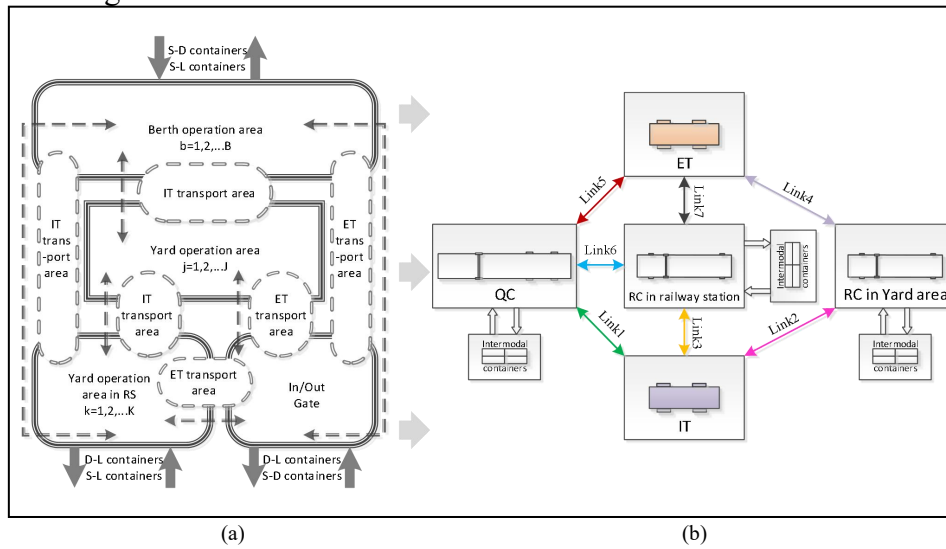 S-D containers
S-L containers
Berth operation area
b=1,2,...B
IT transport area
IT
trans
-port
area
ET
trans
-port
area
Yard operation area
j=1,2,...J
IT
transport
area
ET
transport
area
Yard operation
area in RS
k=1,2,...K
ET transport
area
In/Out
Gate
D-L containers
S-L containers
D-L containers
S-D containers
(a)
ET
Link5
Link7
Link4
QC
Link6
RC in railway station
Intermodal
containers
RC in Yard area
Link1
Link3
Link2
Intermodal
containers
Intermodal
containers
IT
(b)